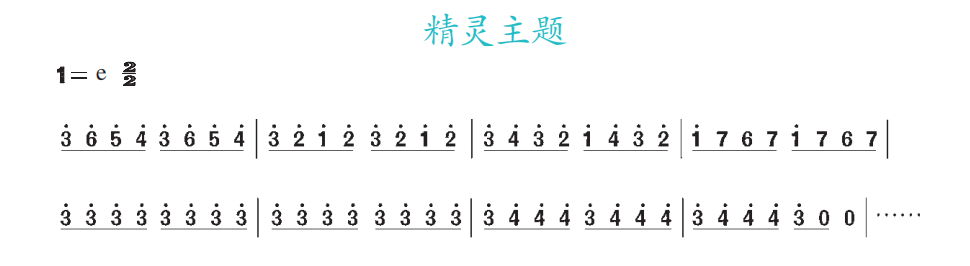 精灵主题
1= e 2/2
3̇ 6̇ 5̇ 4̇ 3̇ 6̇ 5̇ 4̇ | 3̇ 2̇ 1̇ 2̇ 3̇ 2̇ 1̇ 2̇ | 3̇ 4̇ 3̇ 2̇ 1̇ 4̇ 3̇ 2̇ | 1̇ 7 6 7 1̇ 7 6 7 |
3̇ 3̇ 3̇ 3̇ 3̇ 3̇ 3̇ 3̇ | 3̇ 3̇ 3̇ 3̇ 3̇ 3̇ 3̇ 3̇ | 3̇ 4̇ 4̇ 4̇ 3̇ 4̇ 4̇ 4̇ | 3̇ 4̇ 4̇ 4̇ 3̇ 0 0 | ……